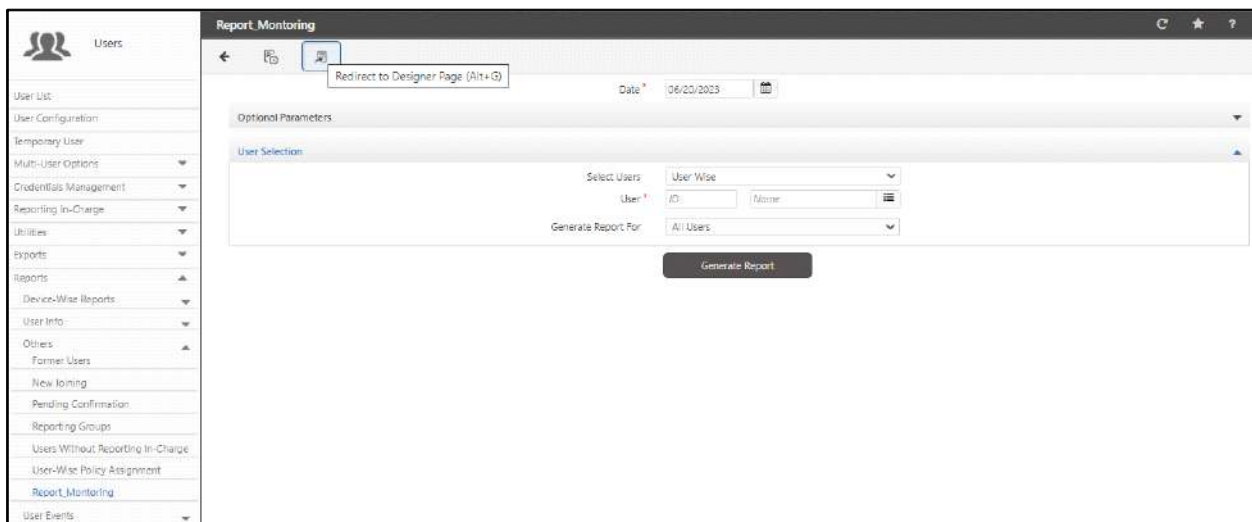 Users
User List
User Configuration
Temporary User
Multi-User Options
Credentials Management
Reporting In-Charge
Utilities
Exports
Reports
Device-Wise Reports
User Info
Others
Former Users
New Joining
Pending Confirmation
Reporting Groups
Users Without Reporting In-Charge
User-Wise Policy Assignment
Report_Montoring
User Events
Report_Montoring
?
Redirect to Designer Page (Alt+G)
Date * 06/20/2023
Optional Parameters
User Selection
Select Users User Wise
User * ID Name
Generate Report For All Users
Generate Report